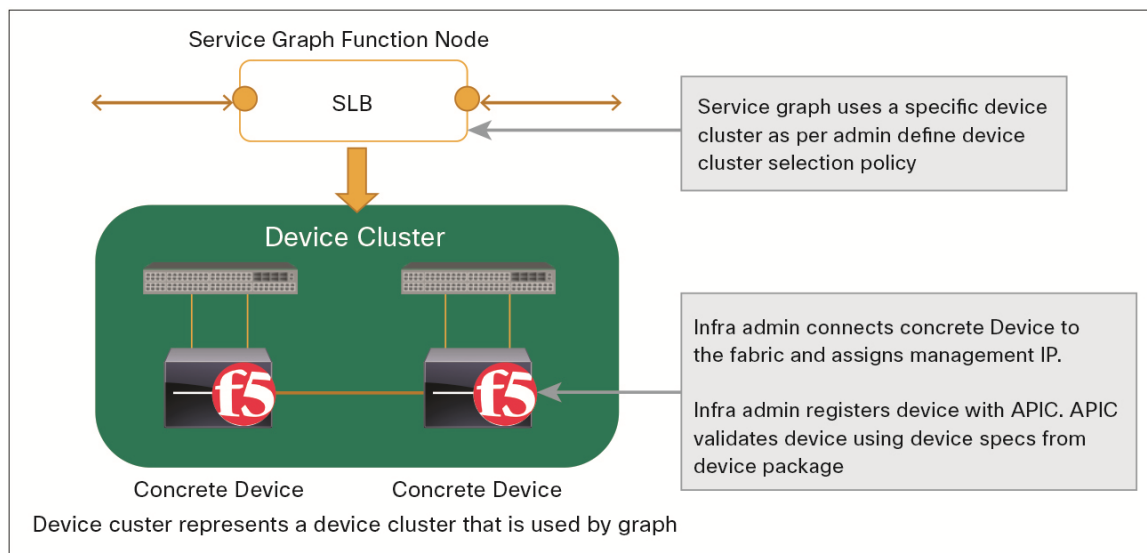 Service Graph Function Node
SLB
Service graph uses a specific device
cluster as per admin define device
cluster selection policy
Device Cluster
f5
f5
Infra admin connects concrete Device to
the fabric and assigns management IP.
Infra admin registers device with APIC. APIC
validates device using device specs from
device package
Concrete Device
Concrete Device
Device custer represents a device cluster that is used by graph